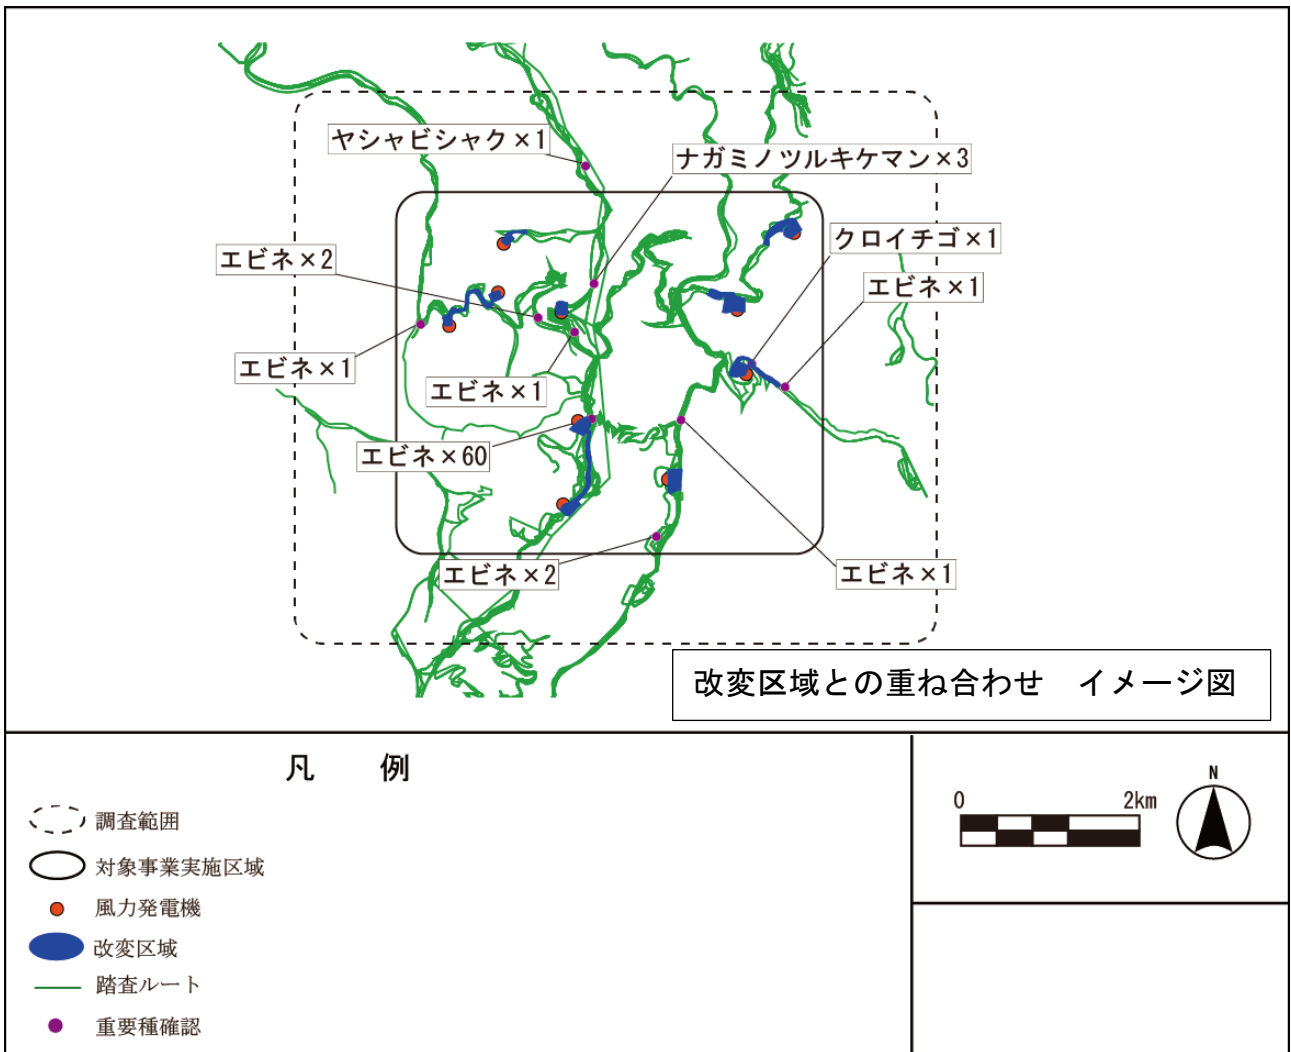 ヤシャビシャク×1
ナガミノツルキケマン×3
クロイチゴ×1
エビネ×2
エビネ×1
エビネ×1
エビネ×1
エビネ×60
エビネ×2
エビネ×1
改変区域との重ね合わせ　イメージ図
凡　例
調査範囲
対象事業実施区域
風力発電機
改変区域
踏査ルート
重要種確認
0 2km
N